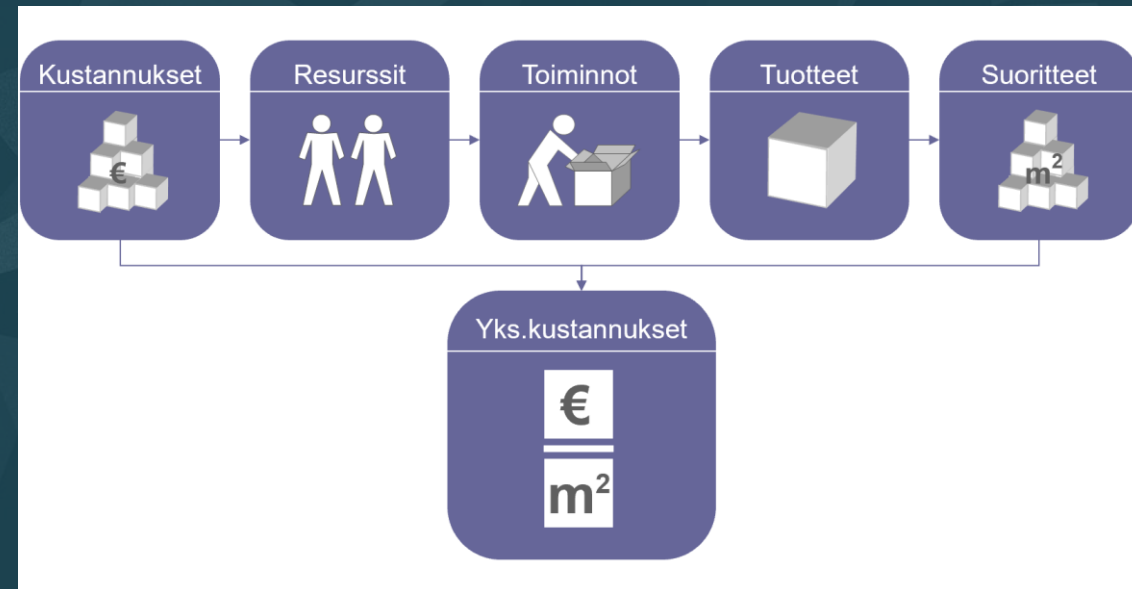 Kustannukset
Resurssit
Toiminnot
Tuotteet
Suoritteet
€
m²
Yks.kustannukset
€
m²